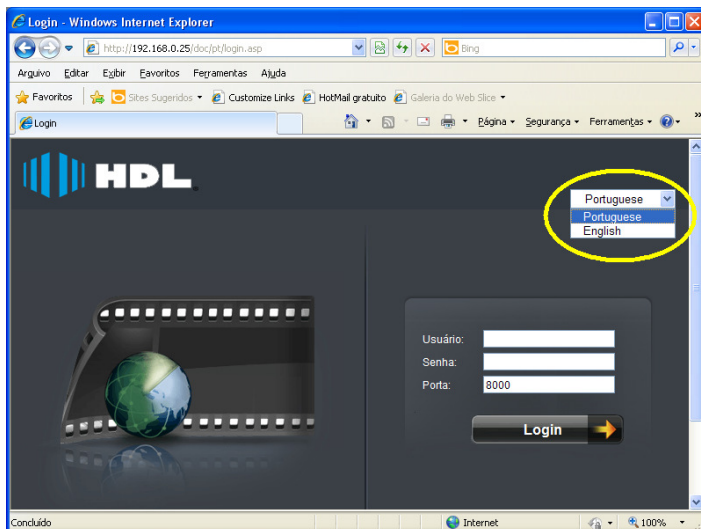 Login - Windows Internet Explorer
http://192.168.0.25/doc/pt/login.asp
Bing
Arquivo Editar Exibir Favoritos Ferramentas Ajuda
Favoritos Sites Sugeridos Customize Links HotMail gratuito Galeria do Web Slice
Login Página Segurança Ferramentas »
HDL
Portuguese
Portuguese
English
Usuário:
Senha:
Porta: 8000
Login
Concluído Internet 100%